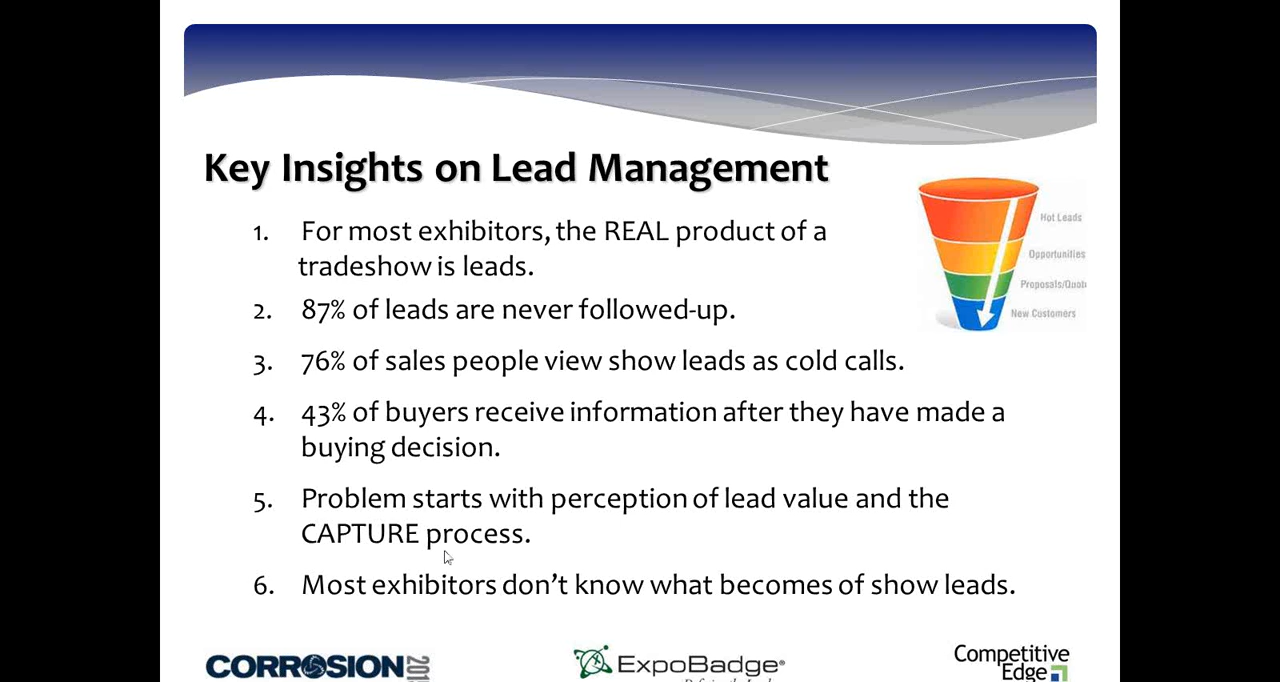 Key Insights on Lead Management
1. For most exhibitors, the REAL product of a
tradeshow is leads.
2. 87% of leads are never followed-up.
3. 76% of sales people view show leads as cold calls.
4. 43% of buyers receive information after they have made a
buying decision.
5. Problem starts with perception of lead value and the
CAPTURE process.
6. Most exhibitors don’t know what becomes of show leads.
Hot Leads
Opportunities
Proposals/Quot
New Customers
CORROSION
ExpoBadge®
Competitive
Edge